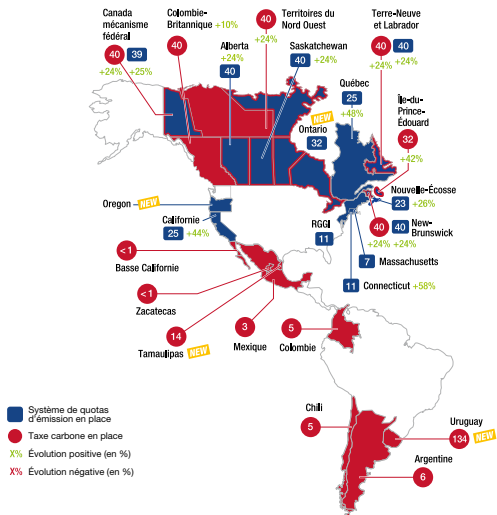 Canada
mécanisme
fédéral
40 39
+24% +25%
Colombie-
Britannique +10%
40
Alberta
+24%
40
Territoires du
Nord Ouest
40
+24%
Saskatchewan
40 +24%
Terre-Neuve
et Labrador
40 40
+24% +24%
Québec
25
+48%
NEW
Ontario
32
Île-du-
Prince-
Édouard
32
+42%
Nouvelle-Écosse
23 +26%
40 40 New-
Brunswick
+24% +24%
Oregon NEW
Californie
25 +44%
RGGI
11
7 Massachusetts
11 Connecticut +58%
<1
Basse Californie
<1
Zacatecas
14
Tamaulipas NEW
3
Mexique
5
Colombie
Chili
5
Uruguay
134 NEW
Argentine
6
Système de quotas
d'émission en place
Taxe carbone en place
X% Évolution positive (en %)
X% Évolution négative (en %)